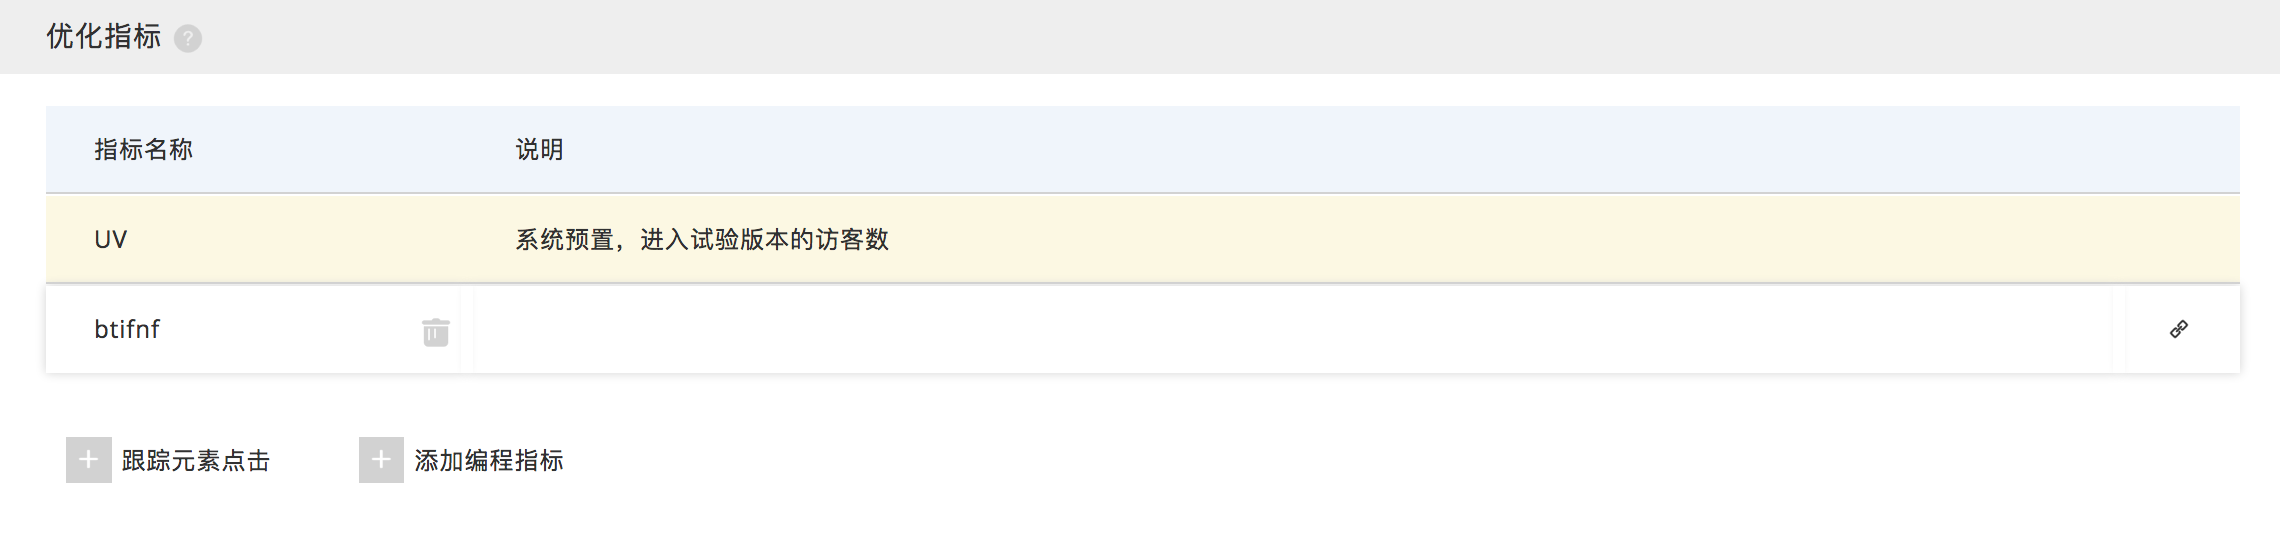 优化指标 ?
指标名称 说明
UV 系统预置，进入试验版本的访客数
btifnf
+ 跟踪元素点击 + 添加编程指标